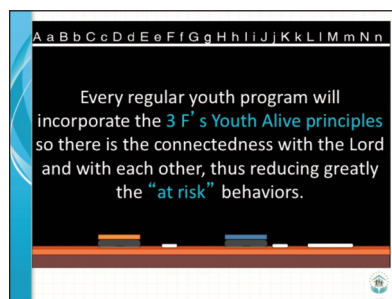 A a B b C c D d E e F f G g H h I i J j K k L l M m N n
Every regular youth program will
incorporate the 3 F's Youth Alive principles
so there is the connectedness with the Lord
and with each other, thus reducing greatly
the “at risk” behaviors.